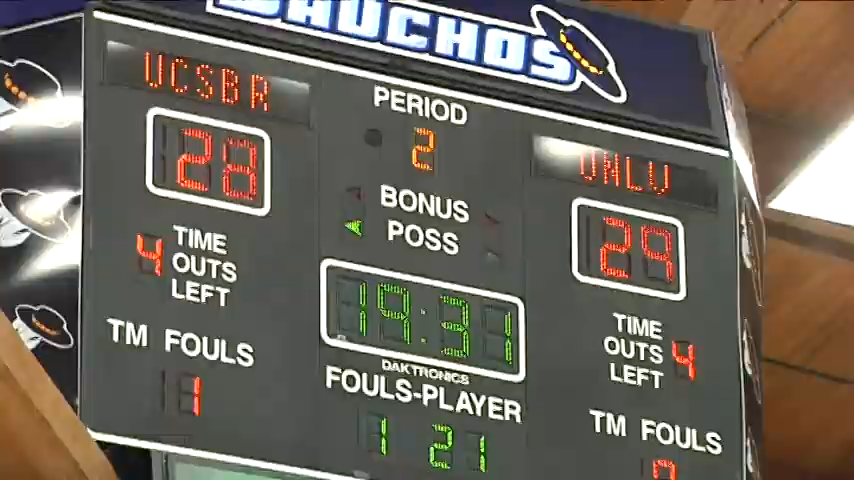 GAUCHOS
UCSBR
PERIOD
2
UNLV
28
BONUS
POSS
29
4 TIME OUTS LEFT
19:31
TIME OUTS LEFT 4
DAKTRONICS
TM FOULS
1
FOULS-PLAYER
1 21
TM FOULS